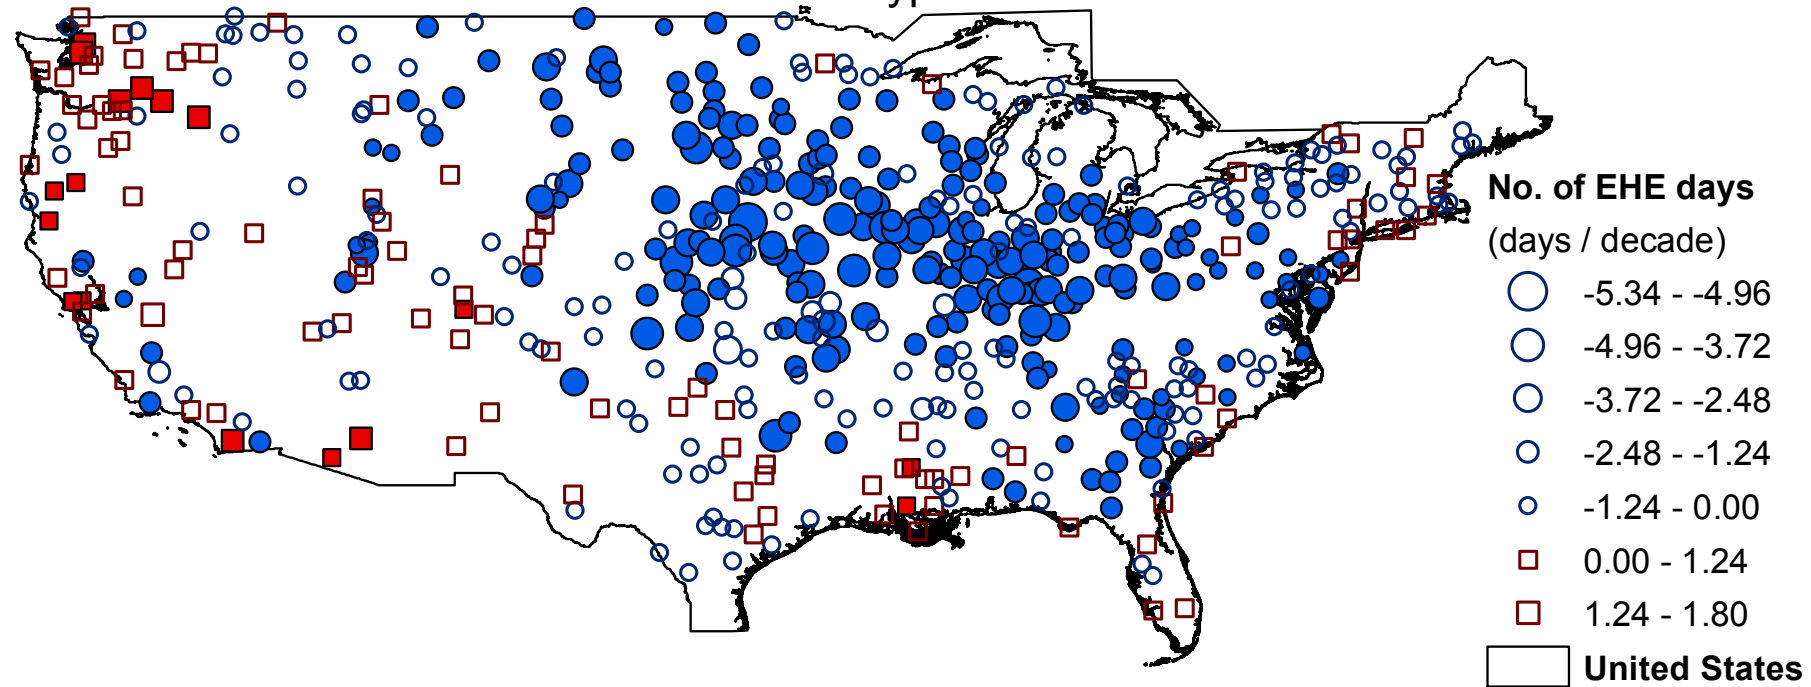 No. of EHE days
(days / decade)
-5.34 - -4.96
-4.96 - -3.72
-3.72 - -2.48
-2.48 - -1.24
-1.24 - 0.00
0.00 - 1.24
1.24 - 1.80
United States